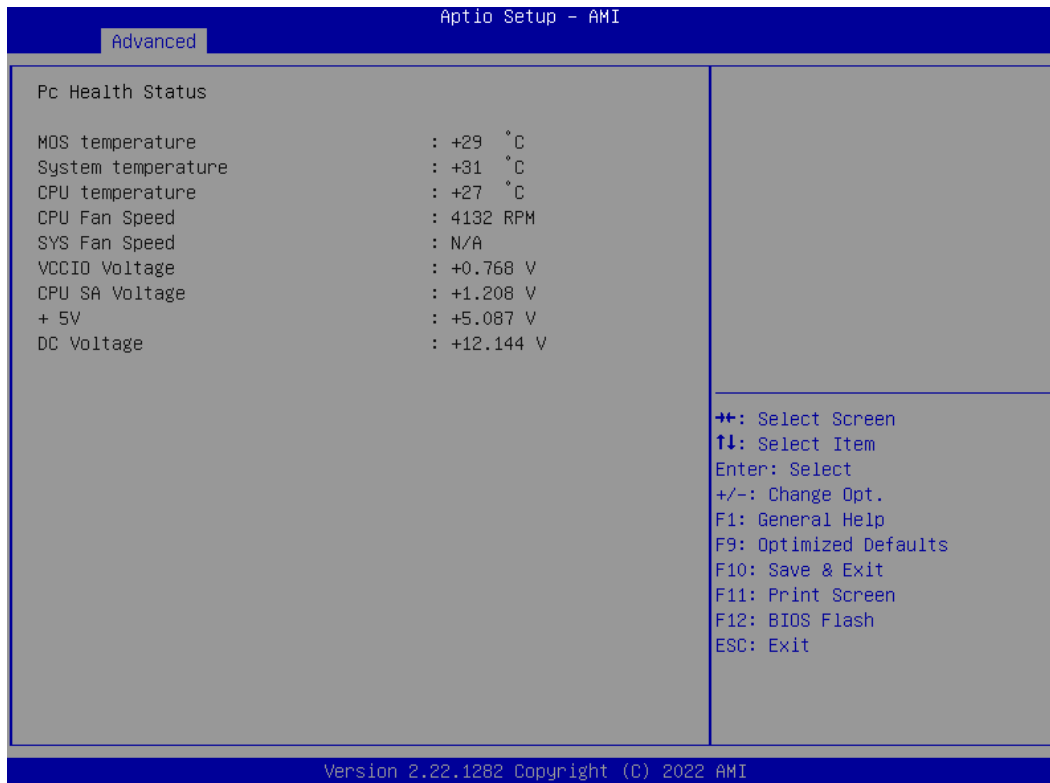 Aptio Setup – AMI
Advanced
Pc Health Status
MOS temperature : +29 °C
System temperature : +31 °C
CPU temperature : +27 °C
CPU Fan Speed : 4132 RPM
SYS Fan Speed : N/A
VCCIO Voltage : +0.768 V
CPU SA Voltage : +1.208 V
+ 5V : +5.087 V
DC Voltage : +12.144 V
→←: Select Screen
↑↓: Select Item
Enter: Select
+/-: Change Opt.
F1: General Help
F9: Optimized Defaults
F10: Save & Exit
F11: Print Screen
F12: BIOS Flash
ESC: Exit
Version 2.22.1282 Copyright (C) 2022 AMI